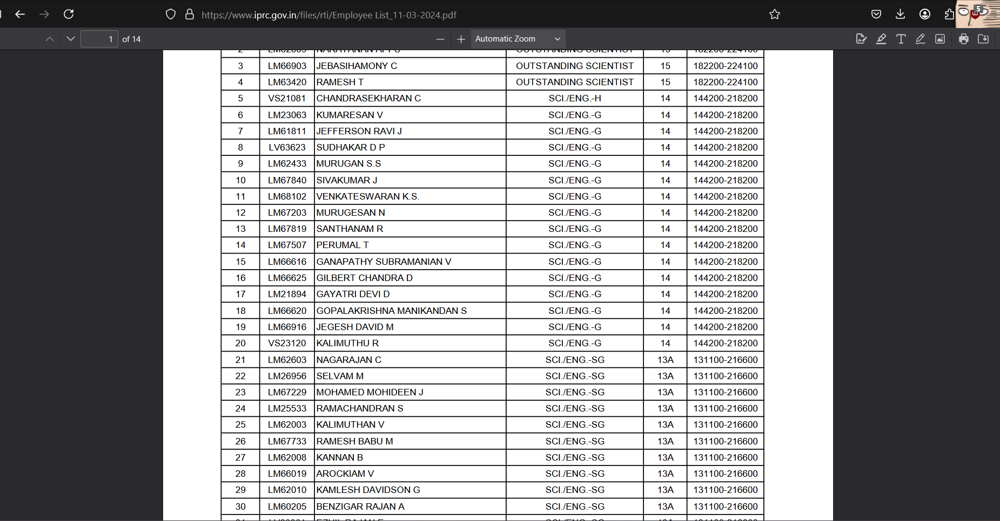 https://www.iprc.gov.in/files/rti/Employee List_11-03-2024.pdf
5
1 of 14 Automatic Zoom
2
3 LM66903 JEBASIHAMONY C OUTSTANDING SCIENTIST 15 182200-224100
4 LM63420 RAMESH T OUTSTANDING SCIENTIST 15 182200-224100
5 VS21081 CHANDRASEKHARAN C SCI./ENG.-H 14 144200-218200
6 LM23063 KUMARESAN V SCI./ENG.-G 14 144200-218200
7 LM61811 JEFFERSON RAVI J SCI./ENG.-G 14 144200-218200
8 LV63623 SUDHAKAR D P SCI./ENG.-G 14 144200-218200
9 LM62433 MURUGAN S.S SCI./ENG.-G 14 144200-218200
10 LM67840 SIVAKUMAR J SCI./ENG.-G 14 144200-218200
11 LM68102 VENKATESWARAN K.S. SCI./ENG.-G 14 144200-218200
12 LM67203 MURUGESAN N SCI./ENG.-G 14 144200-218200
13 LM67819 SANTHANAM R SCI./ENG.-G 14 144200-218200
14 LM67507 PERUMAL T SCI./ENG.-G 14 144200-218200
15 LM66616 GANAPATHY SUBRAMANIAN V SCI./ENG.-G 14 144200-218200
16 LM66625 GILBERT CHANDRA D SCI./ENG.-G 14 144200-218200
17 LM21894 GAYATRI DEVI D SCI./ENG.-G 14 144200-218200
18 LM66620 GOPALAKRISHNA MANIKANDAN S SCI./ENG.-G 14 144200-218200
19 LM66916 JEGESH DAVID M SCI./ENG.-G 14 144200-218200
20 VS23120 KALIMUTHU R SCI./ENG.-G 14 144200-218200
21 LM62603 NAGARAJAN C SCI./ENG.-SG 13A 131100-216600
22 LM26956 SELVAM M SCI./ENG.-SG 13A 131100-216600
23 LM67229 MOHAMED MOHIDEEN J SCI./ENG.-SG 13A 131100-216600
24 LM25533 RAMACHANDRAN S SCI./ENG.-SG 13A 131100-216600
25 LM62003 KALIMUTHAN V SCI./ENG.-SG 13A 131100-216600
26 LM67733 RAMESH BABU M SCI./ENG.-SG 13A 131100-216600
27 LM62008 KANNAN B SCI./ENG.-SG 13A 131100-216600
28 LM66019 AROCKIAM V SCI./ENG.-SG 13A 131100-216600
29 LM62010 KAMLESH DAVIDSON G SCI./ENG.-SG 13A 131100-216600
30 LM60205 BENZIGAR RAJAN A SCI./ENG.-SG 13A 131100-216600